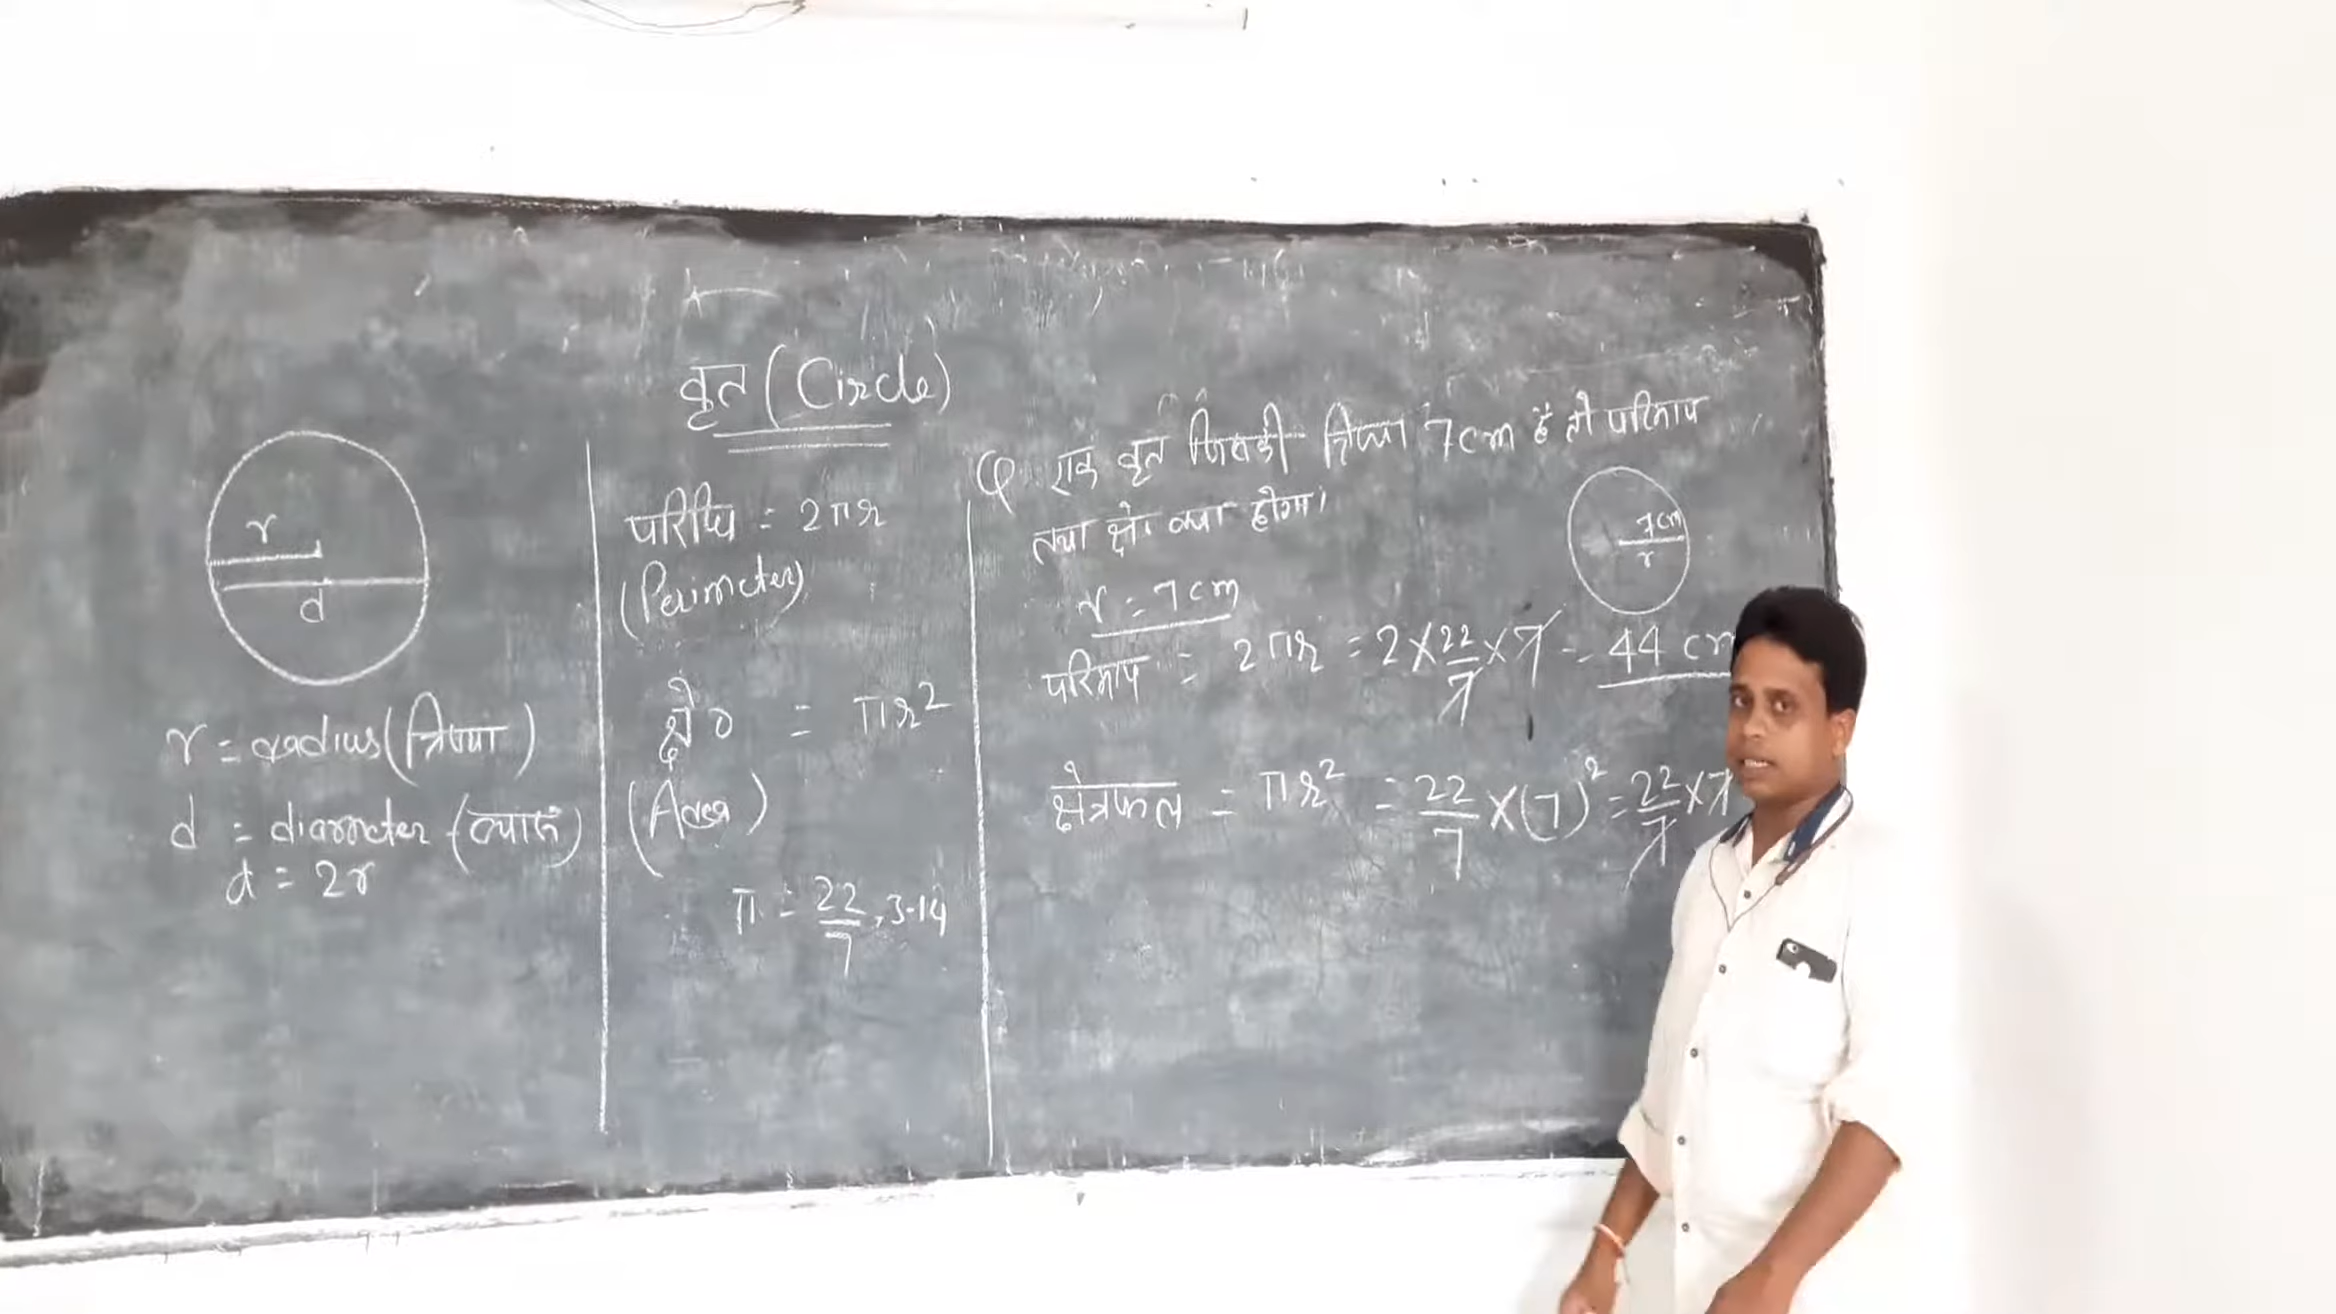 वृत (Circle)
r
d
r = radius (त्रिज्या)
d = diameter (व्यास)
d = 2r
परिधि = 2πr
(Perimeter)
क्षे० = πr²
(Area)
π = 22/7, 3.14
Q. एक वृत जिसकी त्रिज्या 7cm है तो परिमाप
तथा क्षे० क्या होगा।
7cm
r
r = 7cm
परिमाप = 2πr = 2 × 22/7 × 7 = 44 cm
क्षेत्रफल = πr² = 22/7 × (7)² = 22/7 × 7